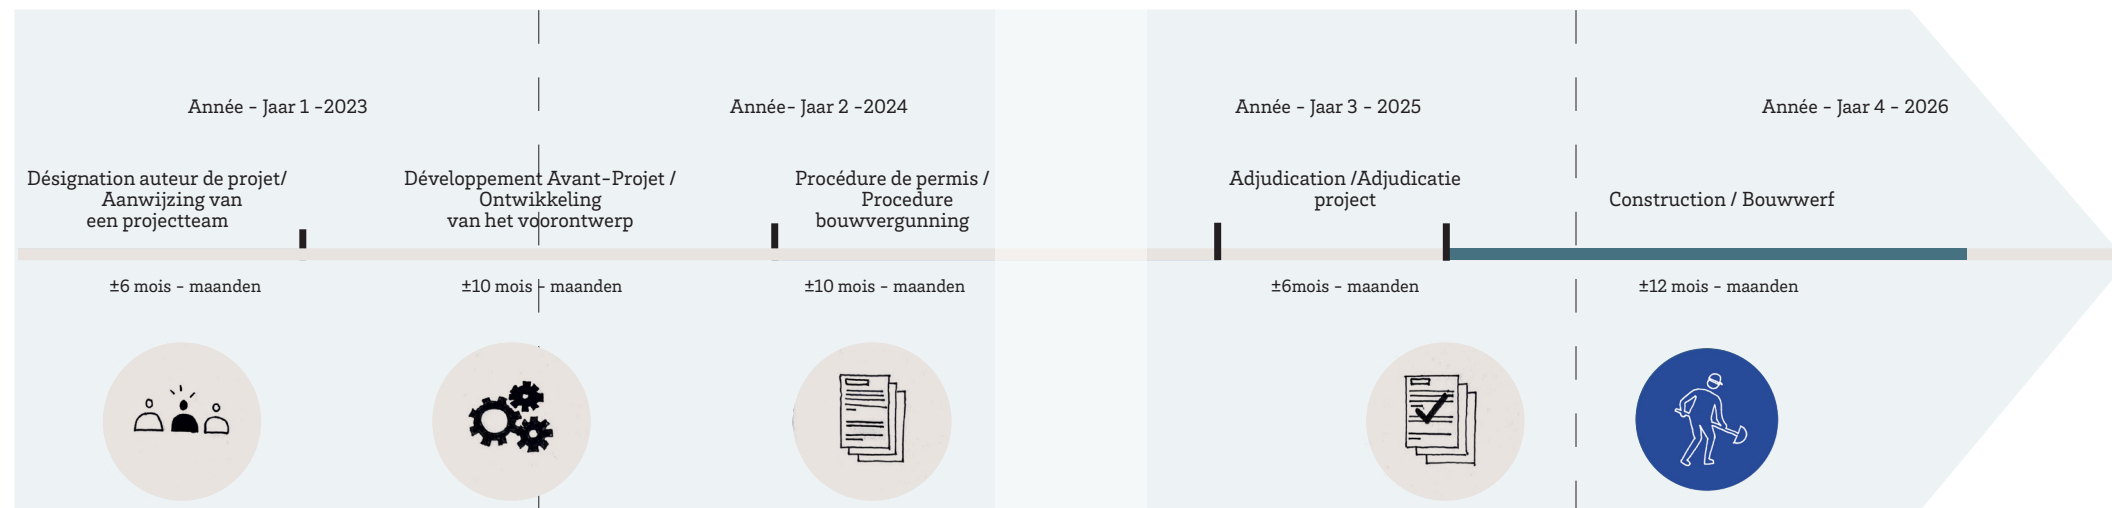 Année - Jaar 1 -2023
Année- Jaar 2 -2024
Année - Jaar 3 - 2025
Année - Jaar 4 - 2026
Désignation auteur de projet/
Aanwijzing van
een projectteam
Développement Avant-Projet /
Ontwikkeling
van het voorontwerp
Procédure de permis /
Procedure
bouwvergunning
Adjudication /Adjudicatie
project
Construction / Bouwwerf
±6 mois - maanden
±10 mois - maanden
±10 mois - maanden
±6mois - maanden
±12 mois - maanden